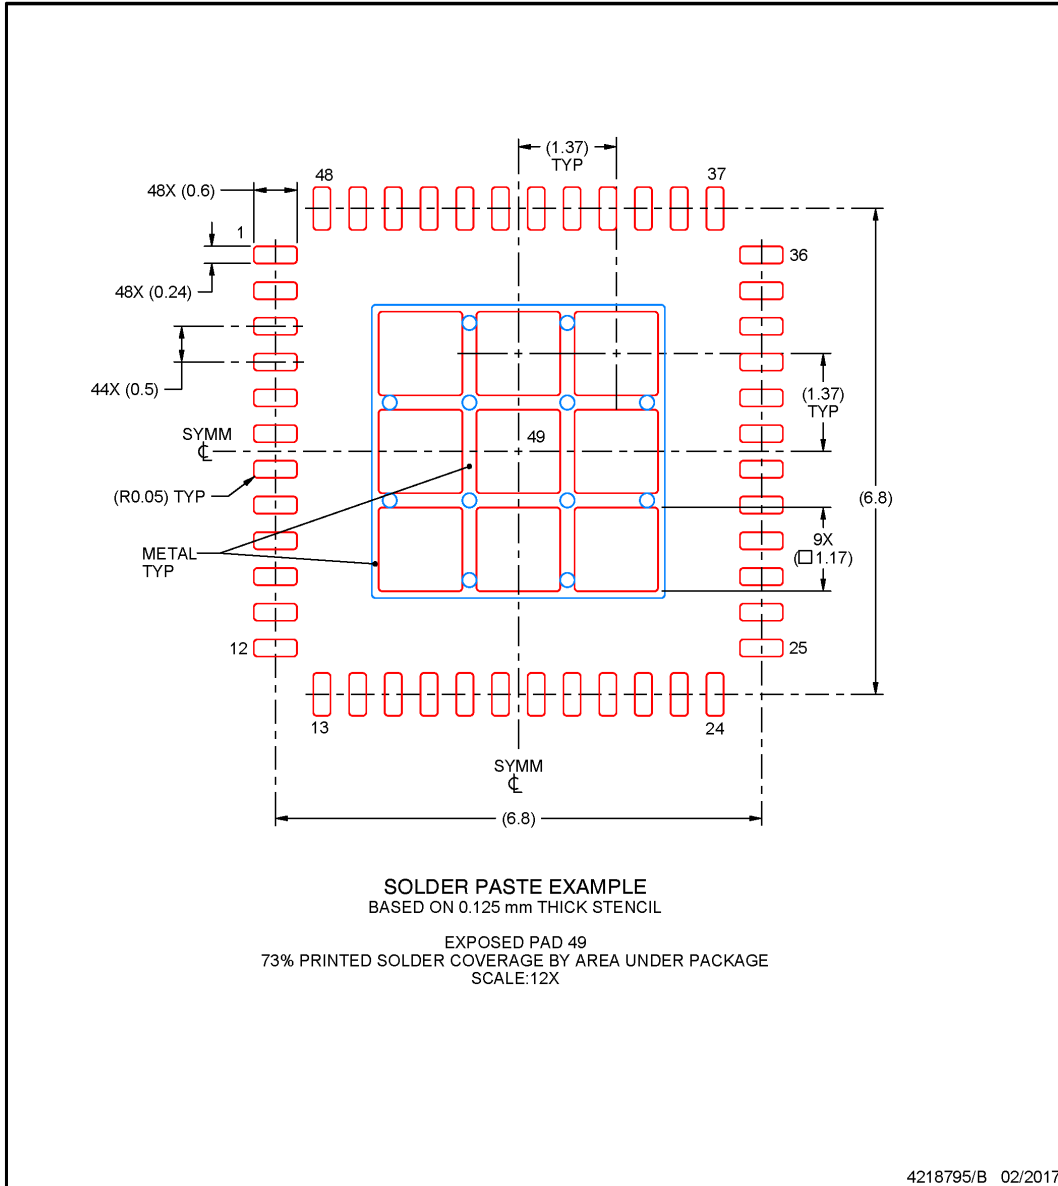 (1.37)
TYP
48
37
48X (0.6)
1
36
48X (0.24)
44X (0.5)
(1.37)
TYP
SYMM
℄
49
(R0.05) TYP
(6.8)
METAL
TYP
9X
(□1.17)
12
25
13
24
SYMM
℄
(6.8)
SOLDER PASTE EXAMPLE
BASED ON 0.125 mm THICK STENCIL
EXPOSED PAD 49
73% PRINTED SOLDER COVERAGE BY AREA UNDER PACKAGE
SCALE:12X
4218795/B 02/2017